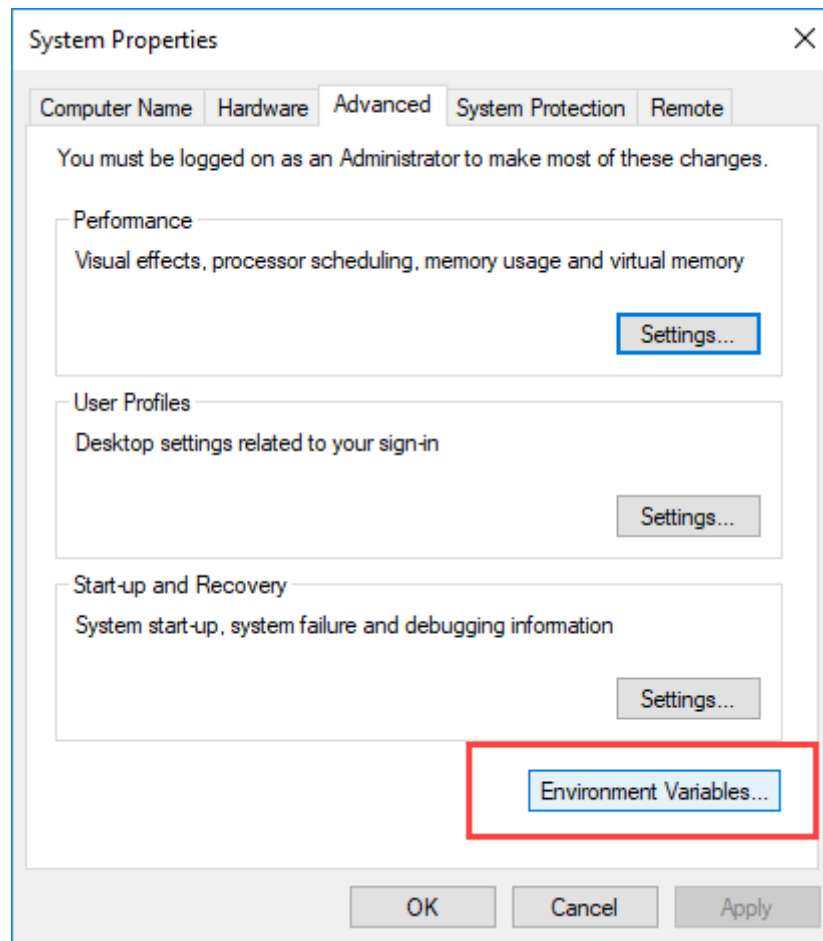 System Properties
Computer Name Hardware Advanced System Protection Remote
You must be logged on as an Administrator to make most of these changes.
Performance
Visual effects, processor scheduling, memory usage and virtual memory
Settings...
User Profiles
Desktop settings related to your sign-in
Settings...
Start-up and Recovery
System start-up, system failure and debugging information
Settings...
Environment Variables...
OK Cancel Apply